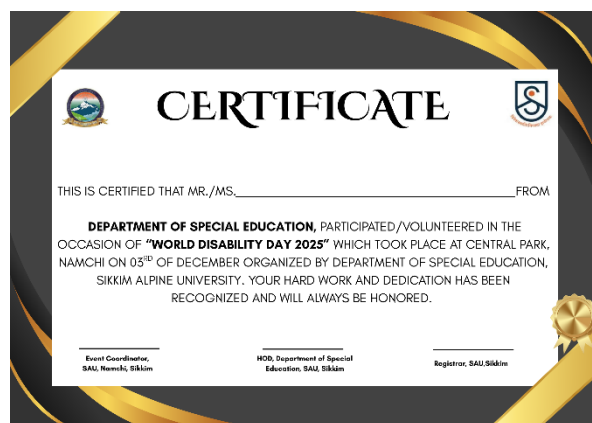 CERTIFICATE
THIS IS CERTIFIED THAT MR./MS.________________________FROM
DEPARTMENT OF SPECIAL EDUCATION, PARTICIPATED/VOLUNTEERED IN THE
OCCASION OF “WORLD DISABILITY DAY 2025” WHICH TOOK PLACE AT CENTRAL PARK,
NAMCHI ON 03RD OF DECEMBER ORGANIZED BY DEPARTMENT OF SPECIAL EDUCATION,
SIKKIM ALPINE UNIVERSITY. YOUR HARD WORK AND DEDICATION HAS BEEN
RECOGNIZED AND WILL ALWAYS BE HONORED.
Event Coordinator,
SAU, Namchi, Sikkim
HOD, Department of Special
Education, SAU, Sikkim
Registrar, SAU,Sikkim